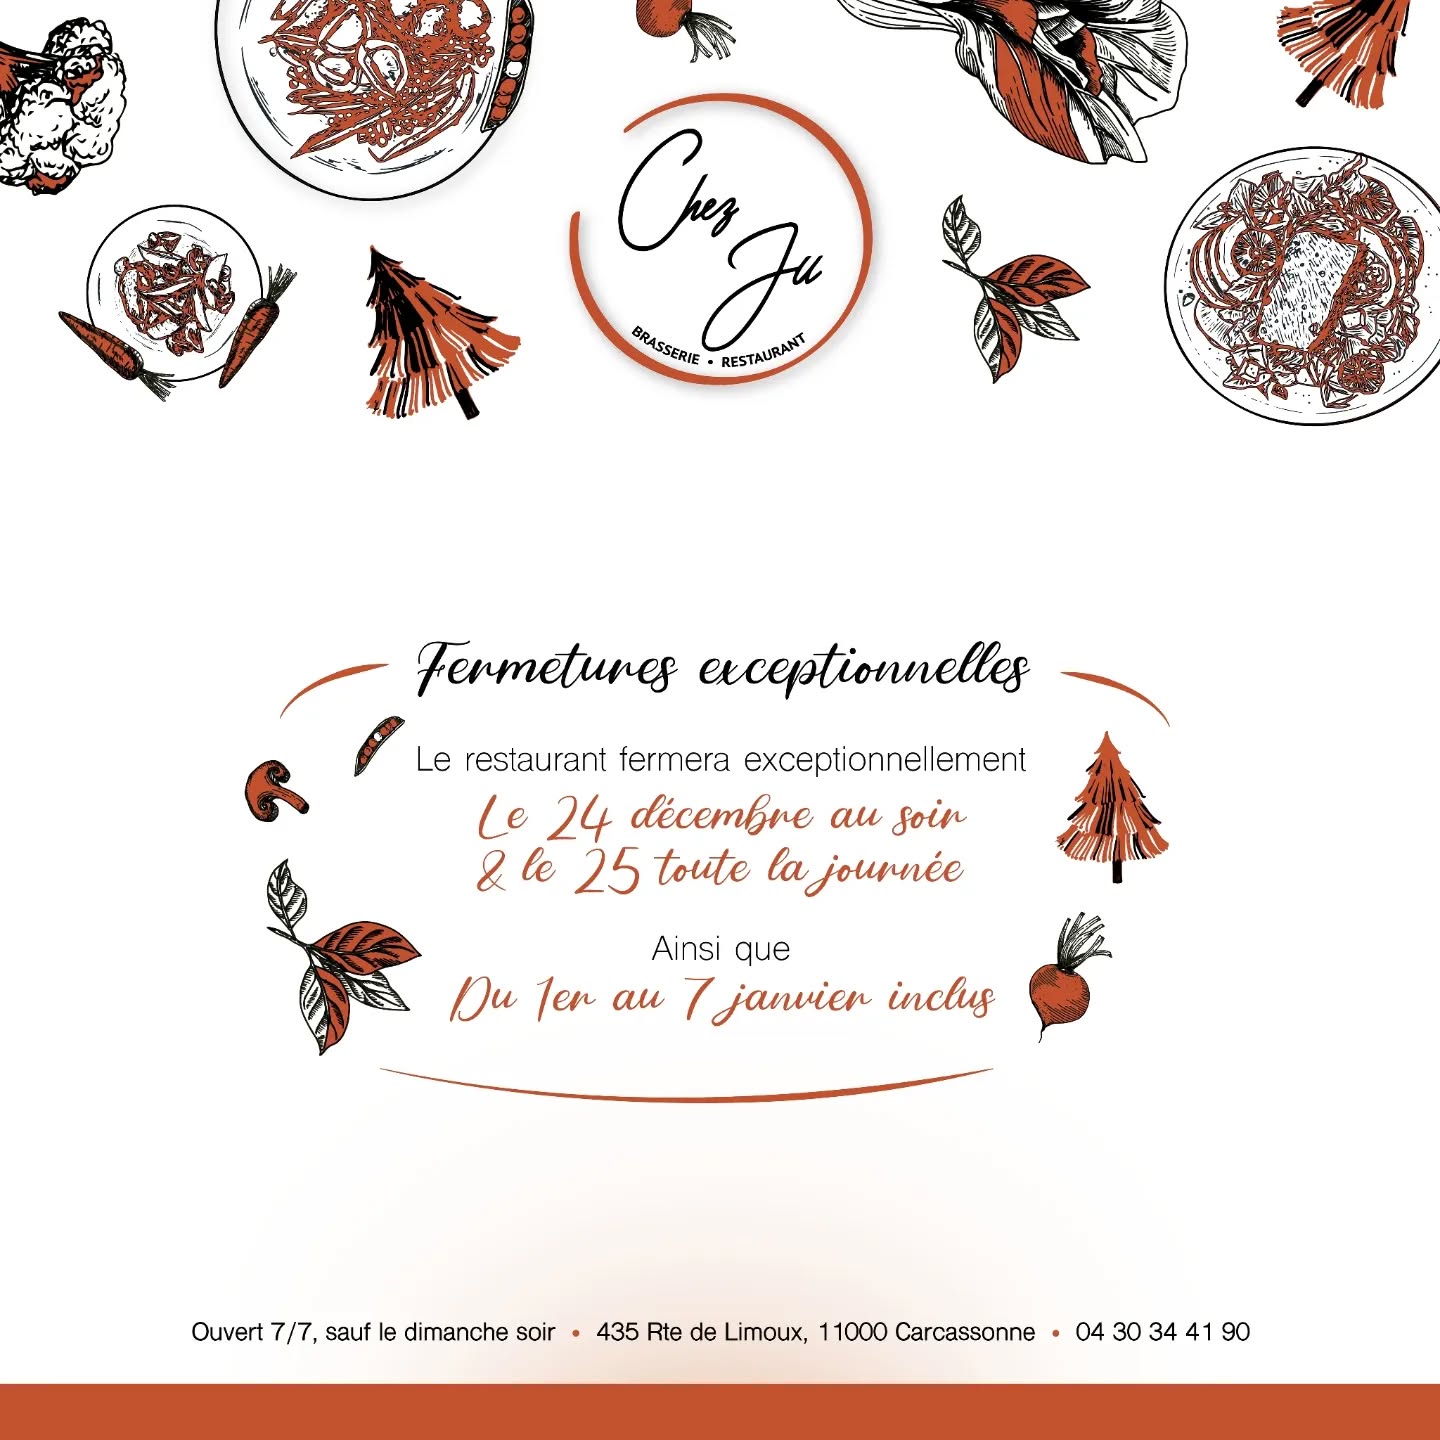 Chez
Ju
BRASSERIE • RESTAURANT
Fermetures exceptionnelles
Le restaurant fermera exceptionnellement
Le 24 décembre au soir
& le 25 toute la journée
Ainsi que
Du 1er au 7 janvier inclus
Ouvert 7/7, sauf le dimanche soir • 435 Rte de Limoux, 11000 Carcassonne • 04 30 34 41 90